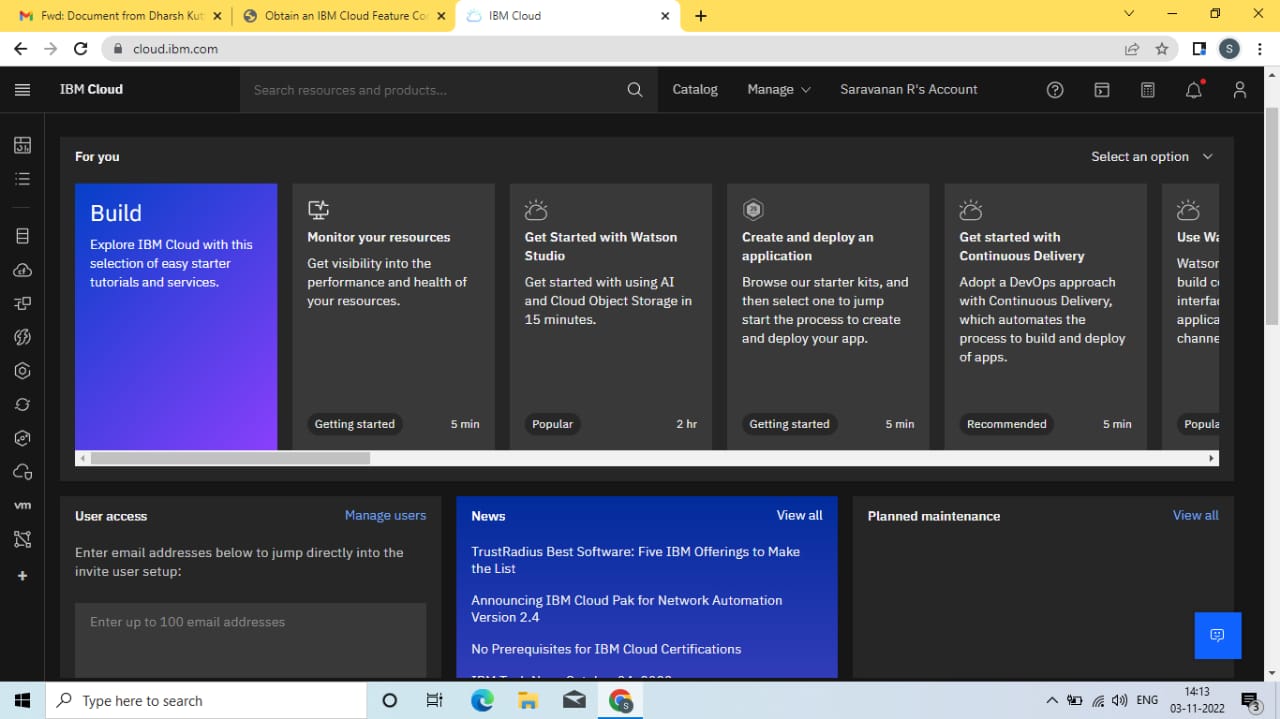 Fwd: Document from Dharsh Kut
Obtain an IBM Cloud Feature Co
IBM Cloud
cloud.ibm.com
S
IBM Cloud
Search resources and products...
Catalog
Manage
Saravanan R's Account
For you
Select an option
Build
Explore IBM Cloud with this
selection of easy starter
tutorials and services.
Monitor your resources
Get visibility into the
performance and health of
your resources.
Getting started
5 min
Get Started with Watson
Studio
Get started with using AI
and Cloud Object Storage in
15 minutes.
Popular
2 hr
Create and deploy an
application
Browse our starter kits, and
then select one to jump
start the process to create
and deploy your app.
Getting started
5 min
Get started with
Continuous Delivery
Adopt a DevOps approach
with Continuous Delivery,
which automates the
process to build and deploy
of apps.
Recommended
5 min
Use Wa
Watsor
build c
interfa
applica
channe
Popula
vm
User access
Manage users
Enter email addresses below to jump directly into the
invite user setup:
Enter up to 100 email addresses
News
View all
TrustRadius Best Software: Five IBM Offerings to Make
the List
Announcing IBM Cloud Pak for Network Automation
Version 2.4
No Prerequisites for IBM Cloud Certifications
Planned maintenance
View all
Type here to search
ENG
14:13
03-11-2022
3